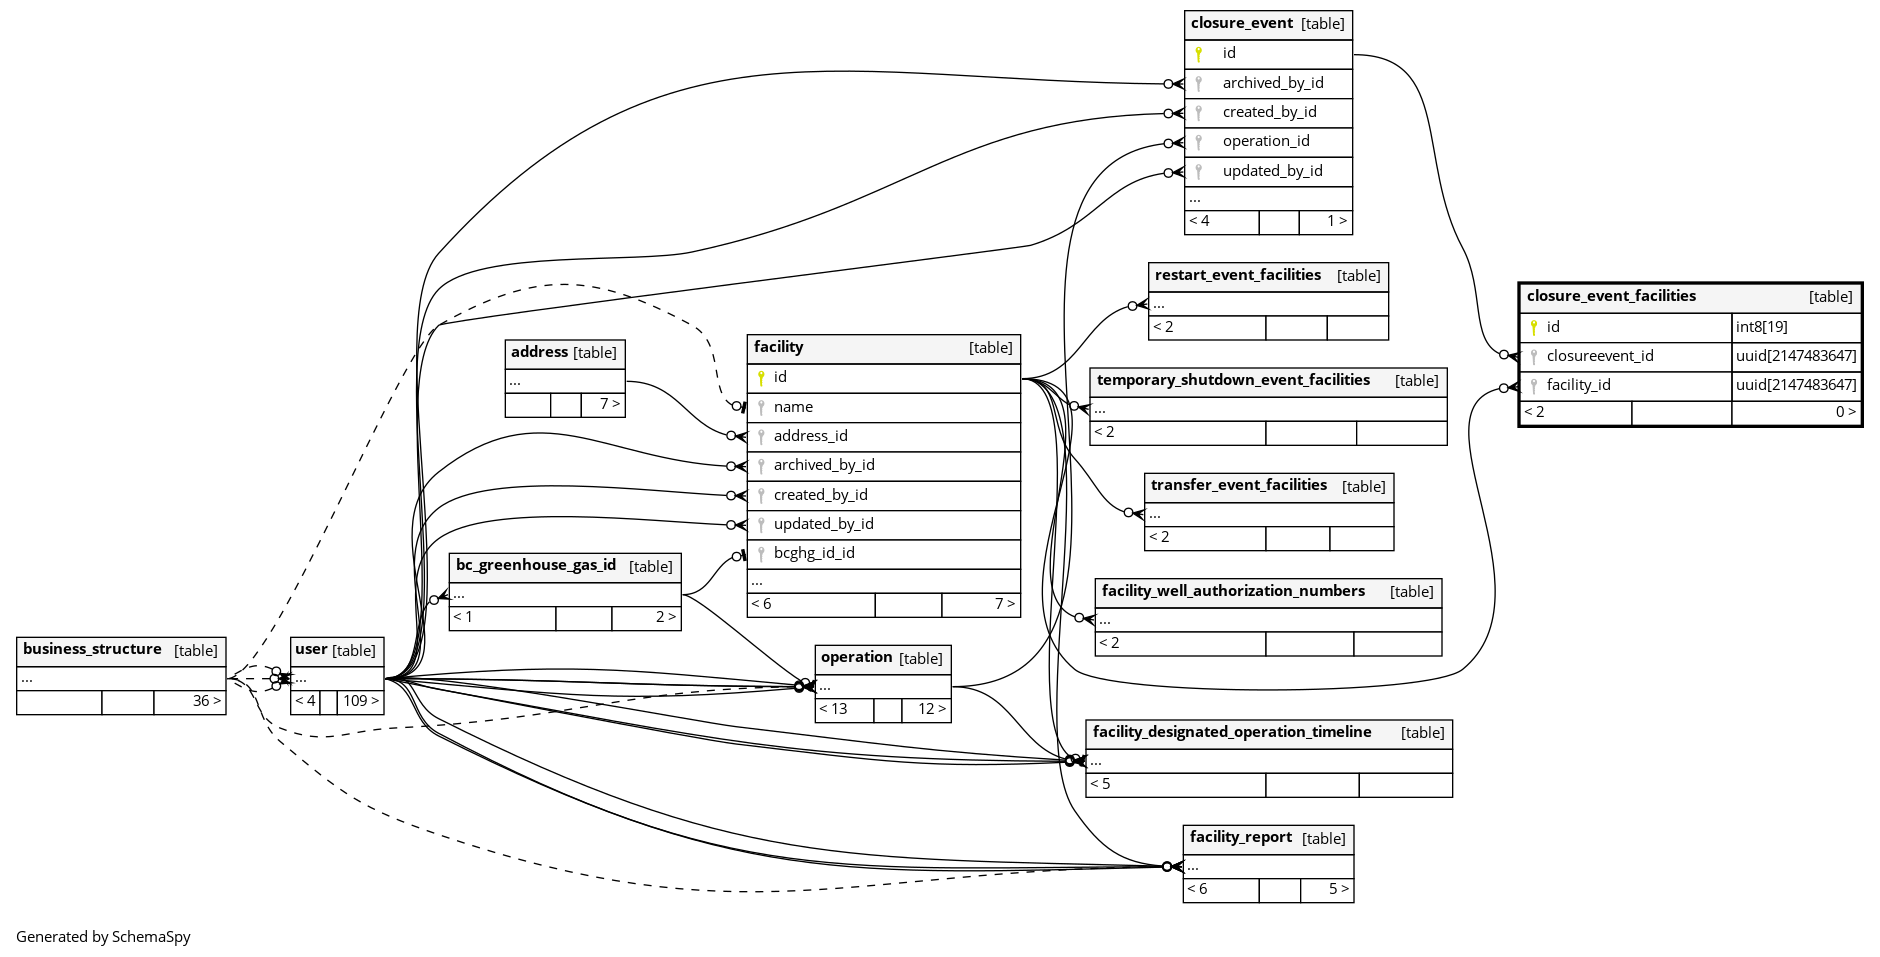 closure_event [table]
id
archived_by_id
created_by_id
operation_id
updated_by_id
...
< 4 1 >
restart_event_facilities [table]
...
< 2
closure_event_facilities [table]
id int8[19]
closureevent_id uuid[2147483647]
facility_id uuid[2147483647]
< 2 0 >
address [table]
...
7 >
facility [table]
id
name
address_id
archived_by_id
created_by_id
updated_by_id
bcghg_id_id
...
< 6 7 >
temporary_shutdown_event_facilities [table]
...
< 2
transfer_event_facilities [table]
...
< 2
bc_greenhouse_gas_id [table]
...
< 1 2 >
facility_well_authorization_numbers [table]
...
< 2
business_structure [table]
...
36 >
user [table]
...
< 4 109 >
operation [table]
...
< 13 12 >
facility_designated_operation_timeline [table]
...
< 5
facility_report [table]
...
< 6 5 >
Generated by SchemaSpy